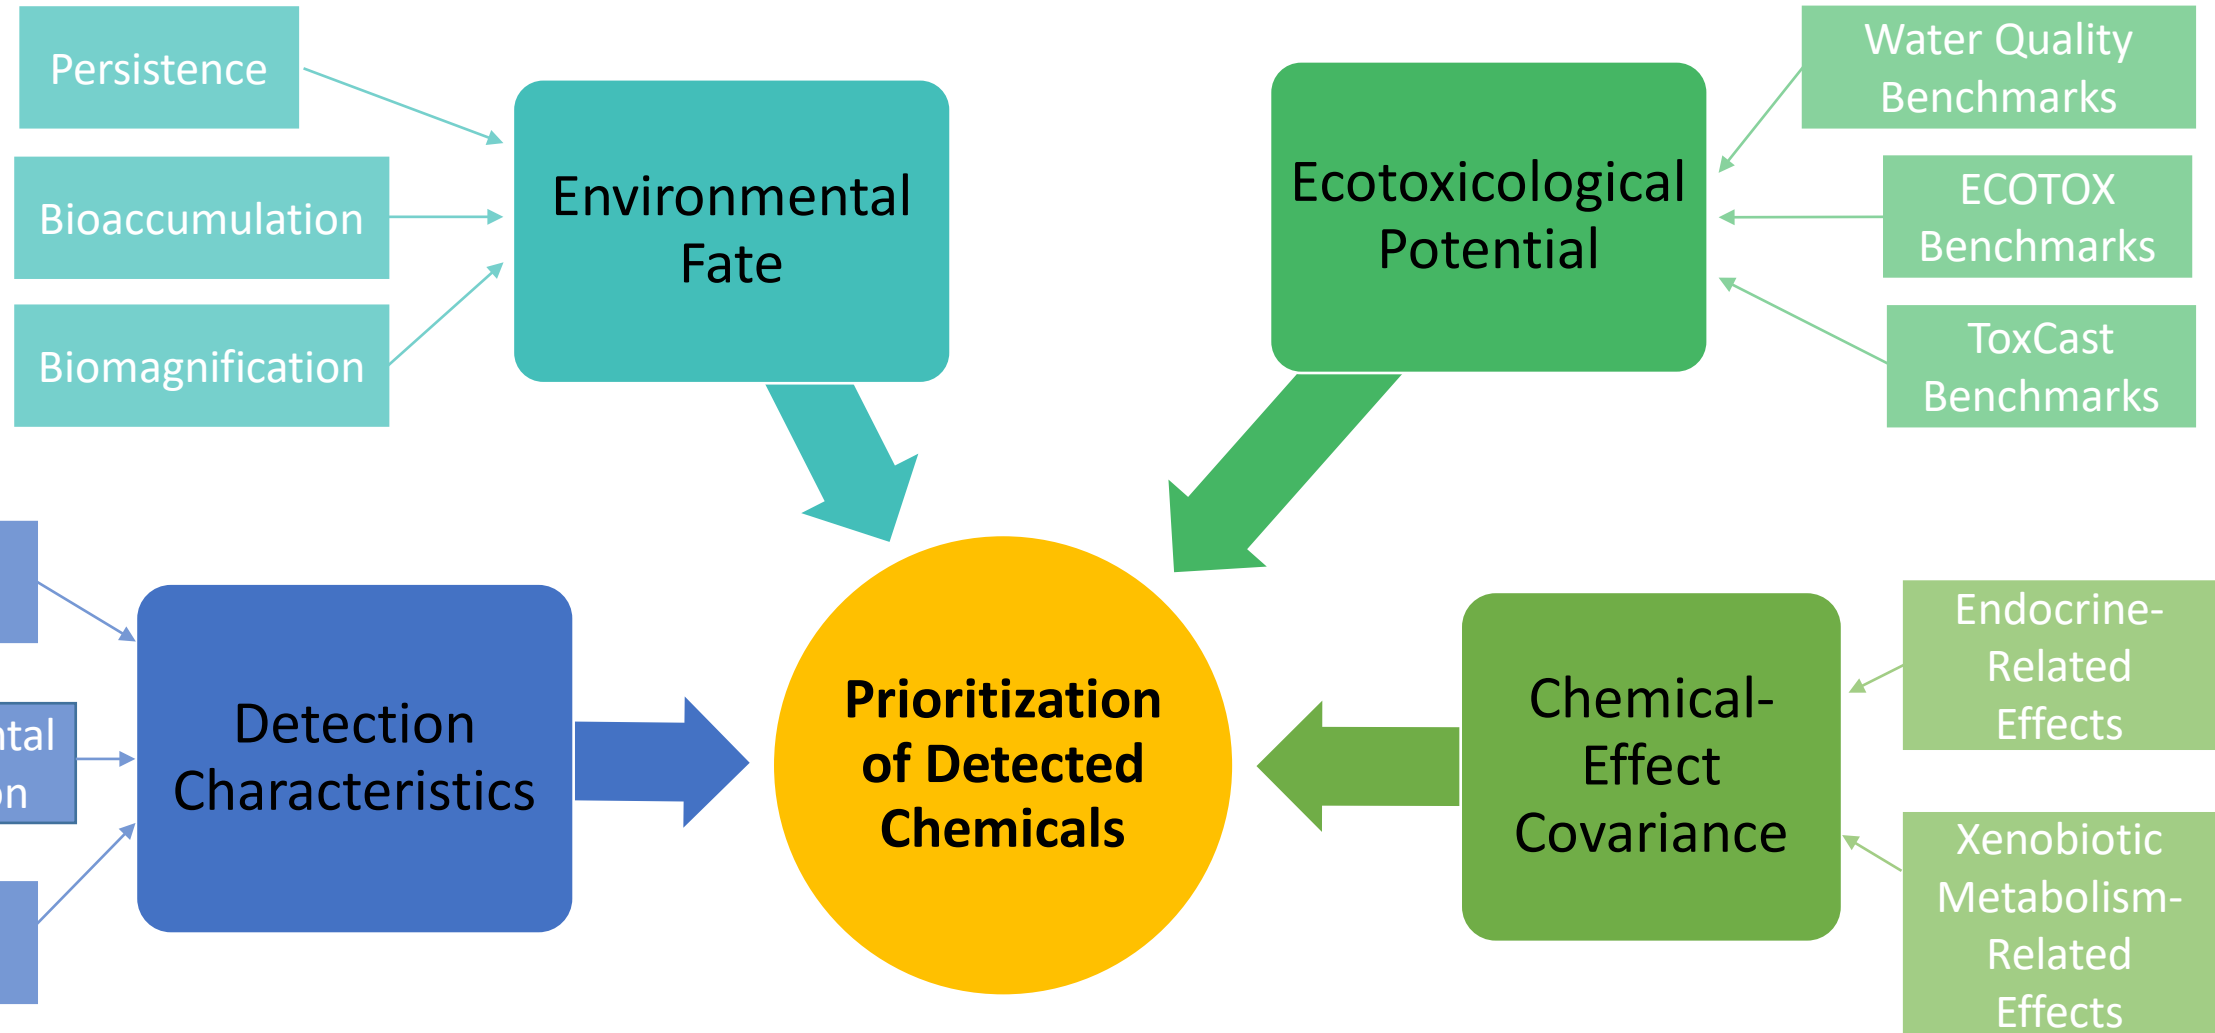 Persistence
Bioaccumulation
Biomagnification
Environmental
Fate
Ecotoxicological
Potential
Water Quality
Benchmarks
ECOTOX
Benchmarks
ToxCast
Benchmarks
Detection
Characteristics
Prioritization
of Detected
Chemicals
Chemical-
Effect
Covariance
Endocrine-
Related
Effects
Xenobiotic
Metabolism-
Related
Effects